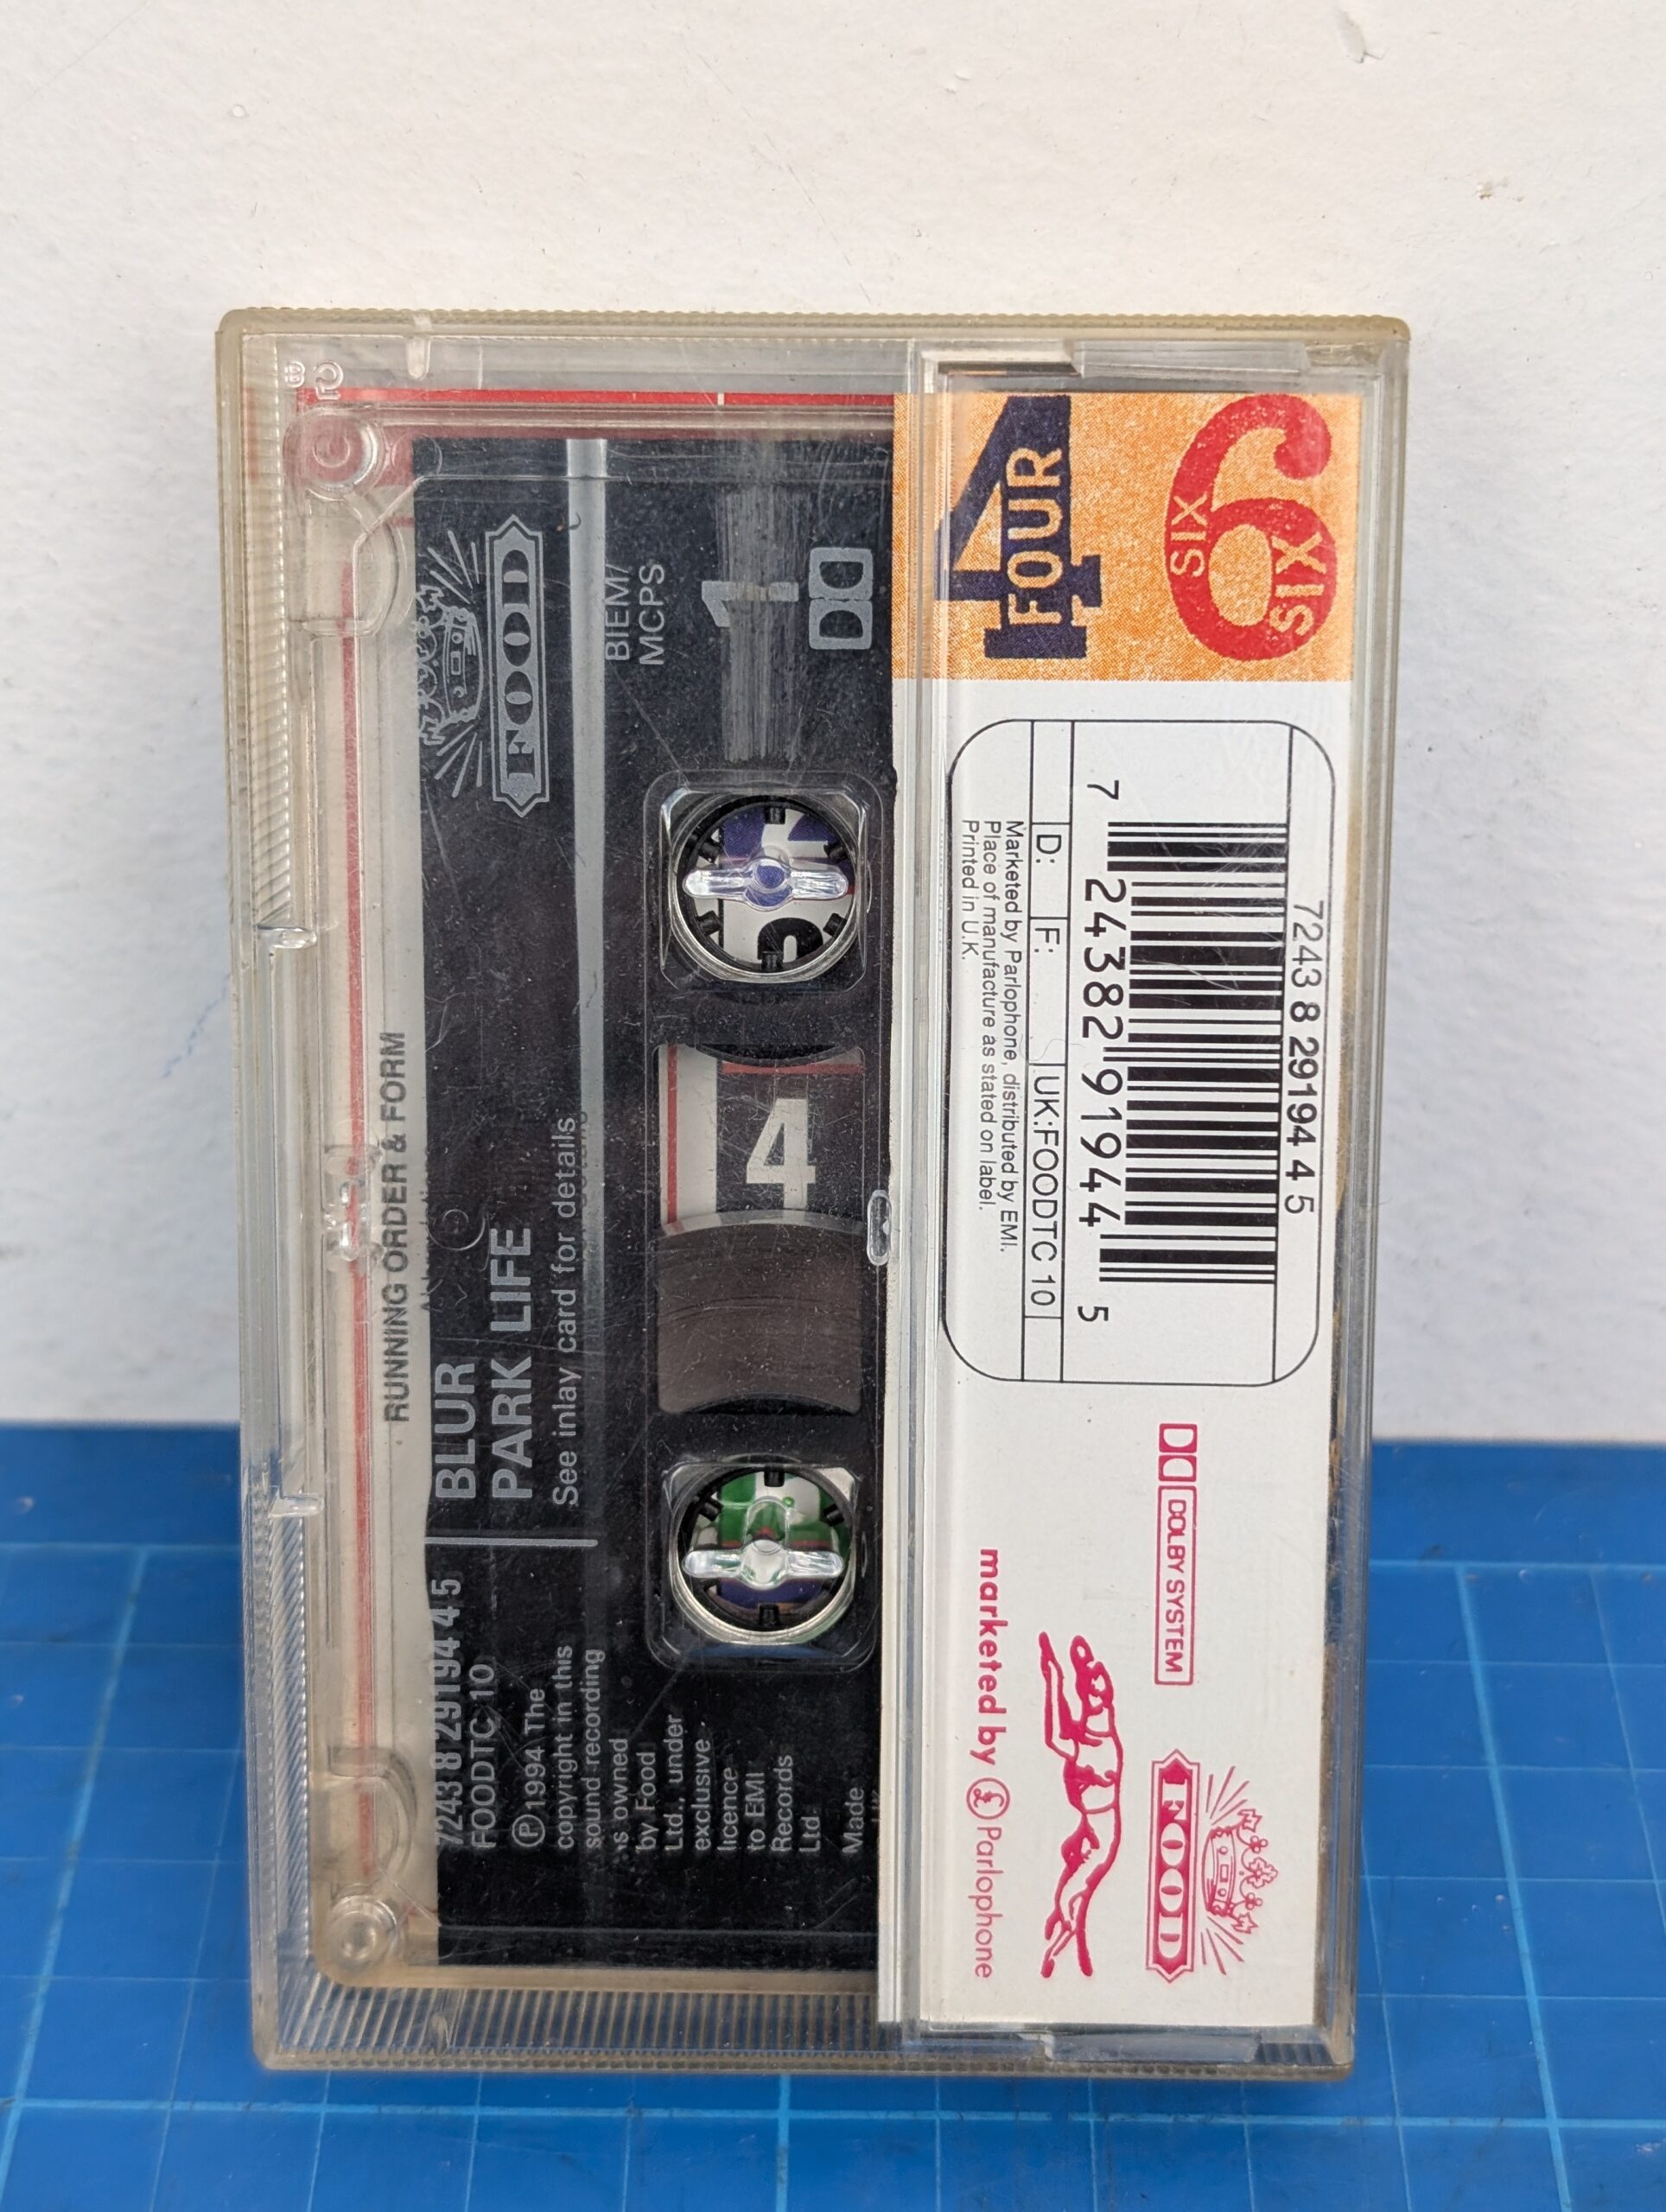 FOOD
BIEM/
MCPS
1
RUNNING ORDER & FORM
BLUR
PARK LIFE
See inlay card for details
7243 8 29194 4 5
FOODTC 10
Ⓟ 1994 The
copyright in this
sound recording
is owned
by Food
Ltd., under
exclusive
licence
to EMI
Records
Ltd
Made
4
4
FOUR
6
SIX
SIX
7243 8 29194 4 5
7 24382 91944 5
D: F: UK:FOODTC 10
Marketed by Parlophone, distributed by EMI.
Place of manufacture as stated on label.
Printed in U.K.
DOLBY SYSTEM
FOOD
marketed by £ Parlophone